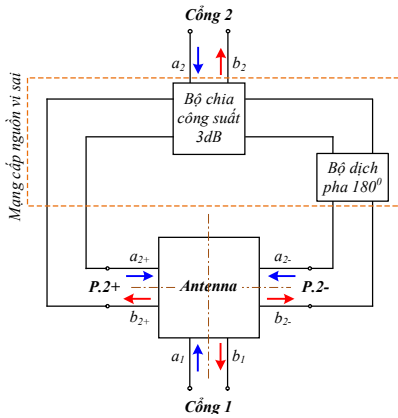 Cổng 2
a2 b2
Mạng cấp nguồn vi sai
Bộ chia
công suất
3dB
Bộ dịch
pha 180⁰
a2+ a2-
P.2+ Antenna P.2-
b2+ b2-
a1 b1
Cổng 1